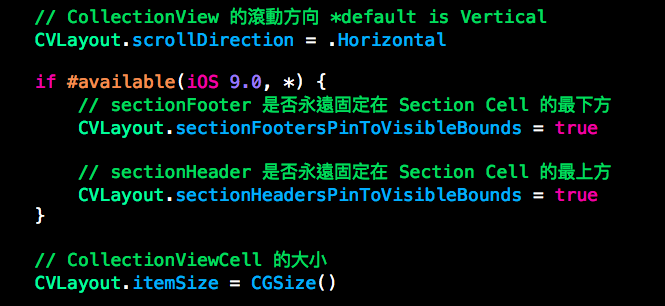 // CollectionView 的滾動方向 *default is Vertical
CVLayout.scrollDirection = .Horizontal
if #available(iOS 9.0, *) {
// sectionFooter 是否永遠固定在 Section Cell 的最下方
CVLayout.sectionFootersPinToVisibleBounds = true
// sectionHeader 是否永遠固定在 Section Cell 的最上方
CVLayout.sectionHeadersPinToVisibleBounds = true
}
// CollectionViewCell 的大小
CVLayout.itemSize = CGSize()